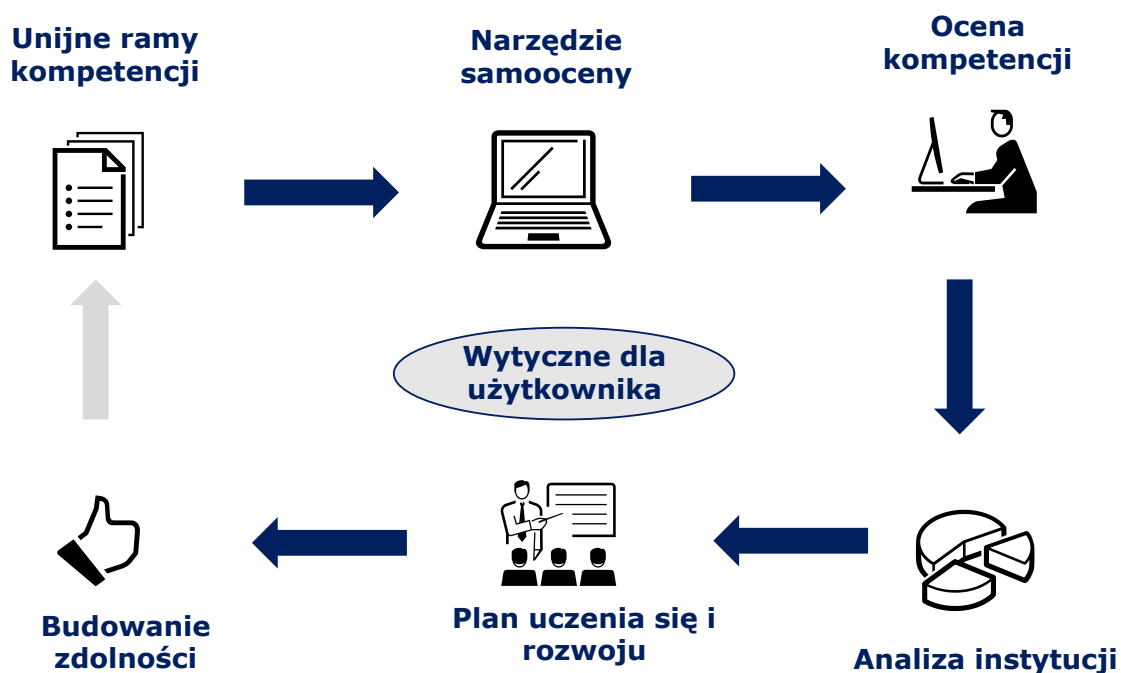 Unijne ramy
kompetencji
Narzędzie
samooceny
Ocena
kompetencji
Wytyczne dla
użytkownika
Budowanie
zdolności
Plan uczenia się i
rozwoju
Analiza instytucji